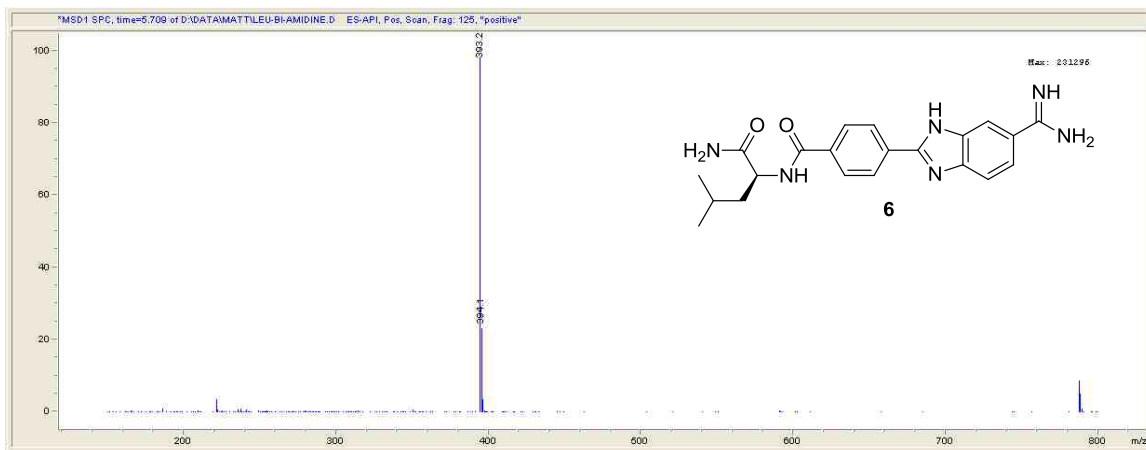 *MSD1 SPC, time=5.709 of D:\DATA\MATT\LEU-BI-AMIDINE.D ES-API, Pos, Scan, Frag: 125, "positive"
100
80
60
40
20
0
393.2
394.1
Max: 231296
H2N
O
O
NH
H
N
N
NH
NH2
6
200
300
400
500
600
700
800
m/z